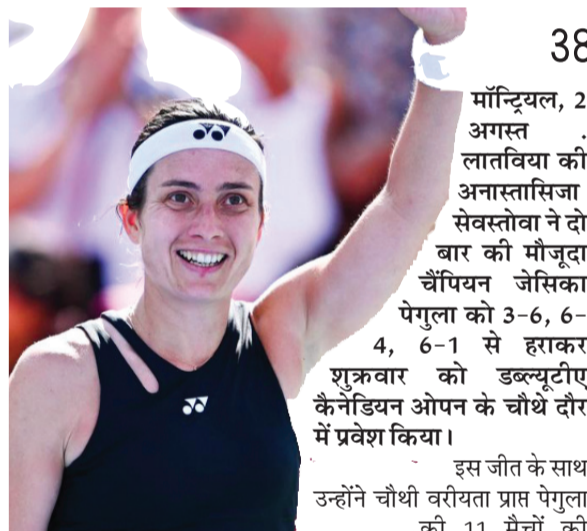 38
मॉन्ट्रियल, 2
अगस्त .
लातविया की
अनास्तासिजा
सेवस्तोवा ने दो
बार की मौजूदा
चैंपियन जेसिका
पेगुला को 3-6, 6-
4, 6-1 से हराकर
शुक्रवार को डब्ल्यूटीए
कैनेडियन ओपन के चौथे दौर
में प्रवेश किया।
इस जीत के साथ
उन्होंने चौथी वरीयता प्राप्त पेगुला
की 11 मैचों की